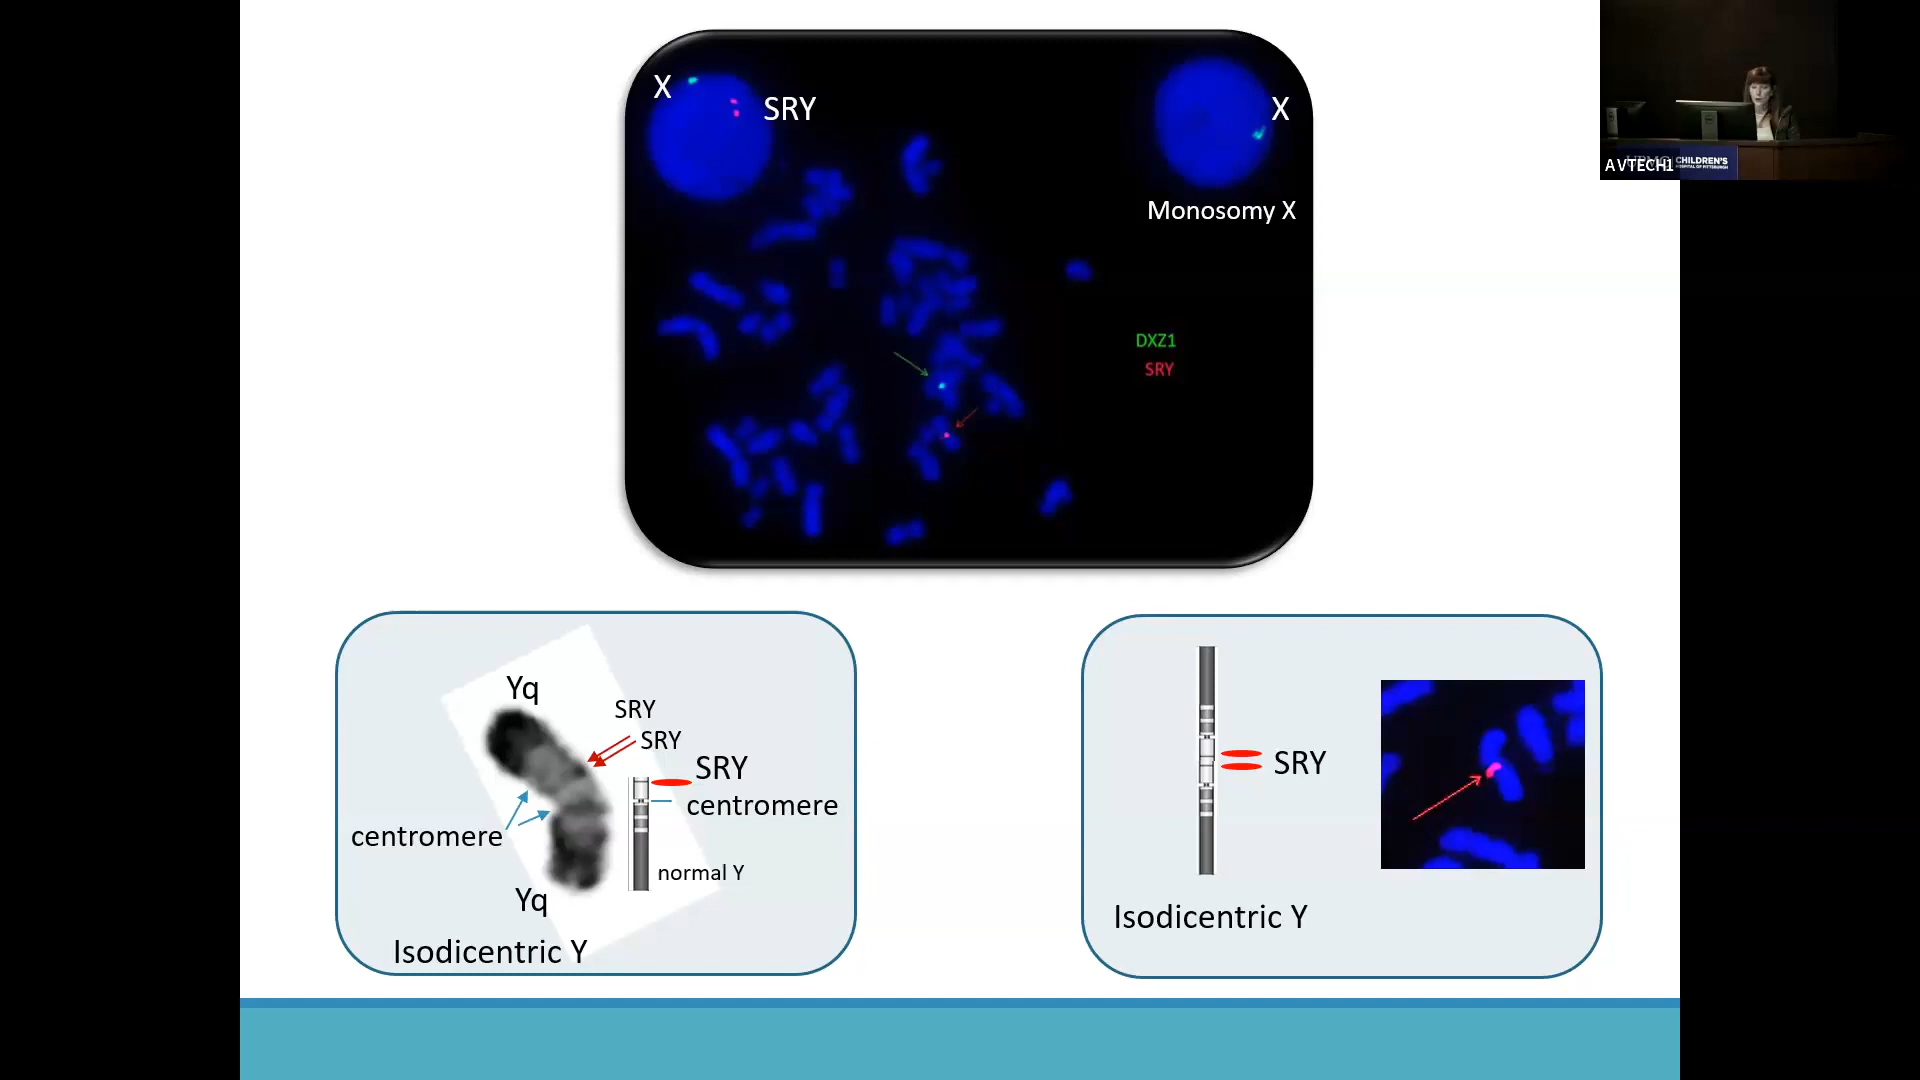 X
SRY
X
Monosomy X
DXZ1
SRY
AVTECH1
CHILDREN'S
Yq
SRY
SRY
SRY
centromere
centromere
normal Y
Yq
Isodicentric Y
SRY
Isodicentric Y